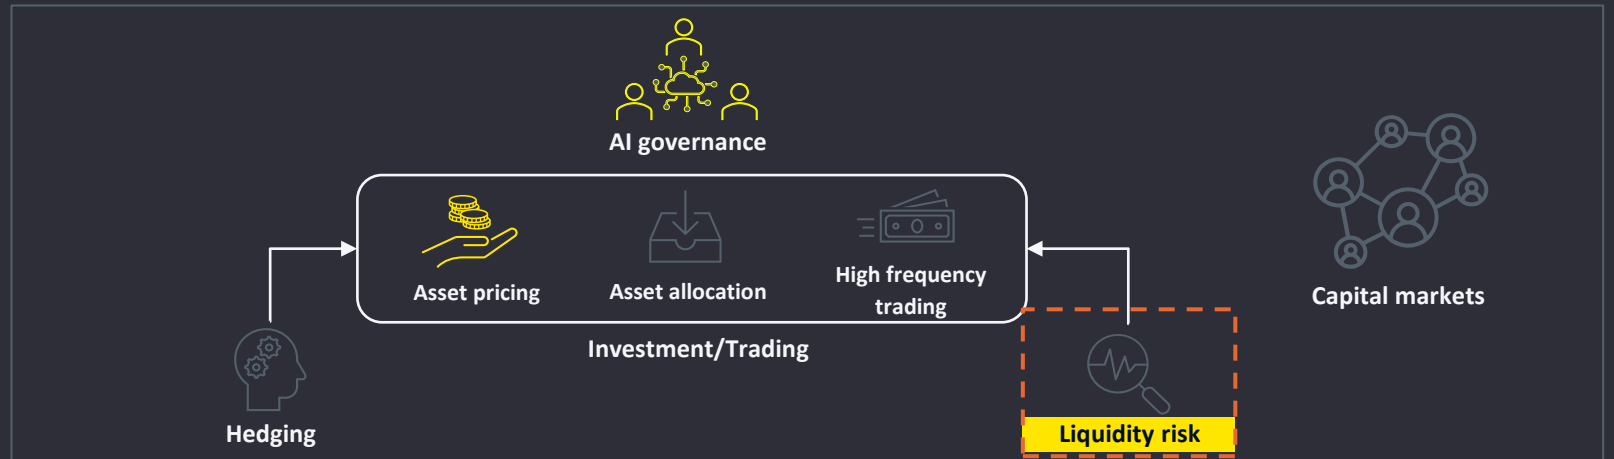 AI governance
Asset pricing
Asset allocation
High frequency
trading
Investment/Trading
Capital markets
Hedging
Liquidity risk